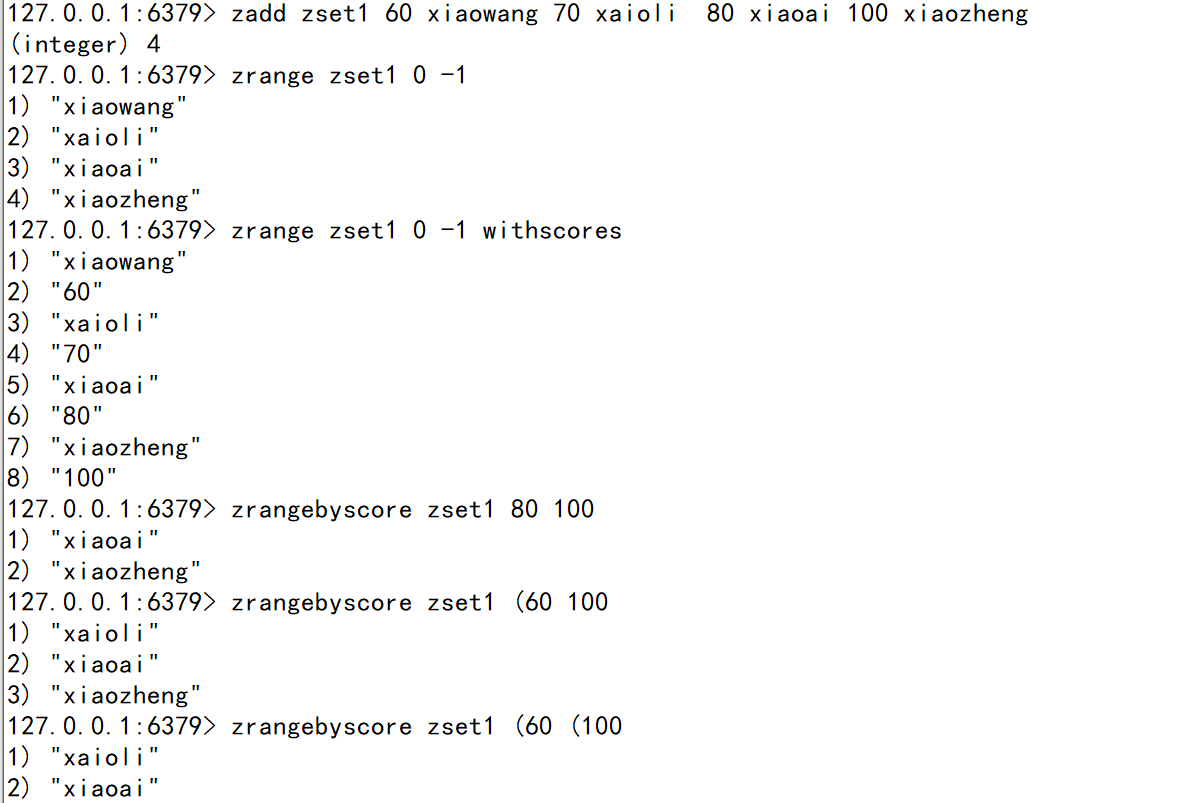 127.0.0.1:6379> zadd zset1 60 xiaowang 70 xaioli  80 xiaoai 100 xiaozheng
(integer) 4
127.0.0.1:6379> zrange zset1 0 -1
1) "xiaowang"
2) "xaioli"
3) "xiaoai"
4) "xiaozheng"
127.0.0.1:6379> zrange zset1 0 -1 withscores
1) "xiaowang"
2) "60"
3) "xaioli"
4) "70"
5) "xiaoai"
6) "80"
7) "xiaozheng"
8) "100"
127.0.0.1:6379> zrangebyscore zset1 80 100
1) "xiaoai"
2) "xiaozheng"
127.0.0.1:6379> zrangebyscore zset1 (60 100
1) "xaioli"
2) "xiaoai"
3) "xiaozheng"
127.0.0.1:6379> zrangebyscore zset1 (60 (100
1) "xaioli"
2) "xiaoai"